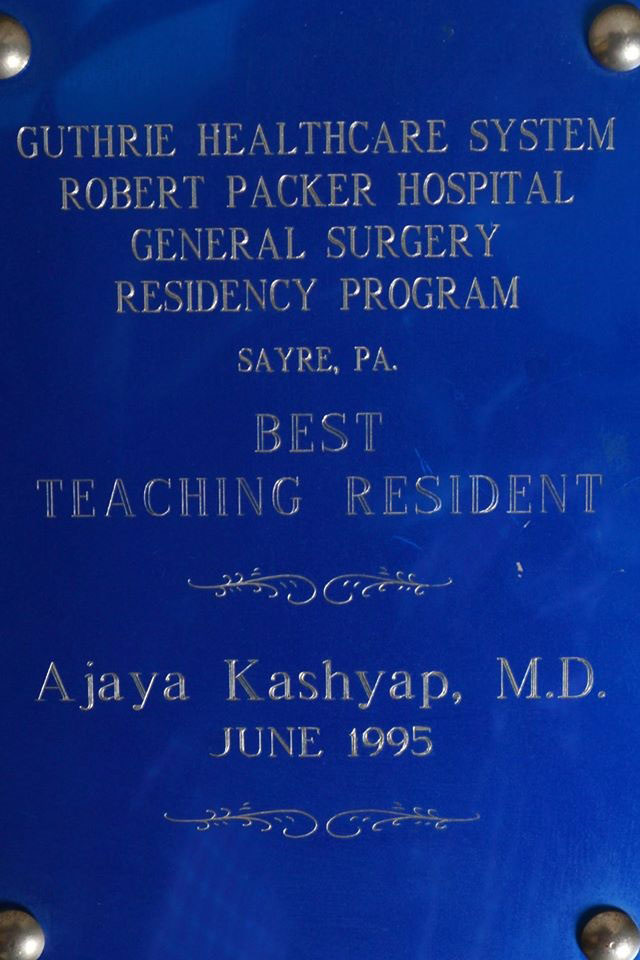 GUTHRIE HEALTHCARE SYSTEM
ROBERT PACKER HOSPITAL
GENERAL SURGERY
RESIDENCY PROGRAM
SAYRE, PA.
BEST
TEACHING RESIDENT
Ajaya Kashyap, M.D.
JUNE 1995